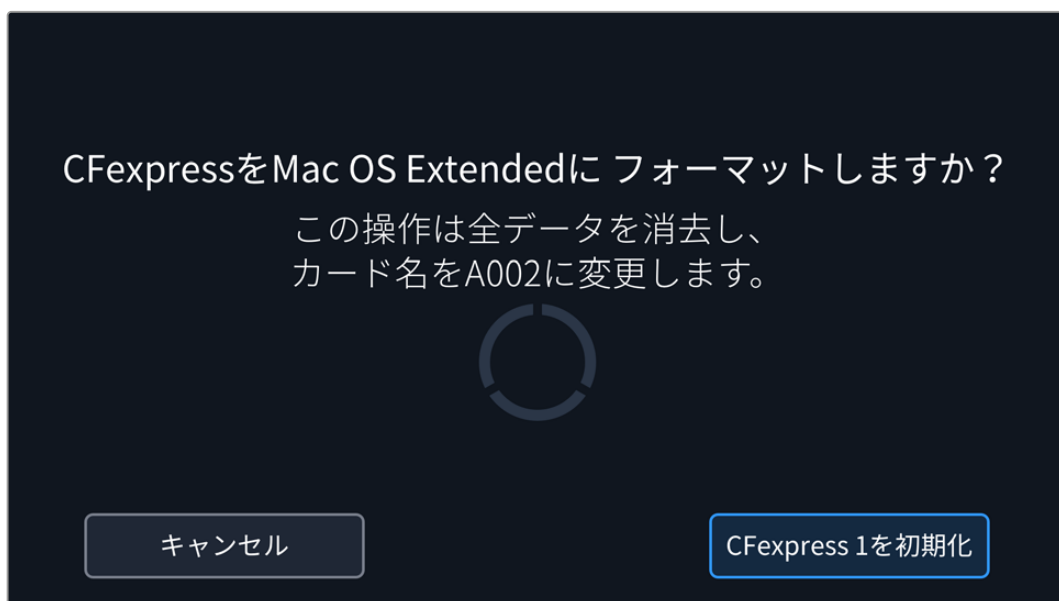 CFexpressをMac OS Extendedに フォーマットしますか？
この操作は全データを消去し、
カード名をA002に変更します。
キャンセル
CFexpress 1を初期化